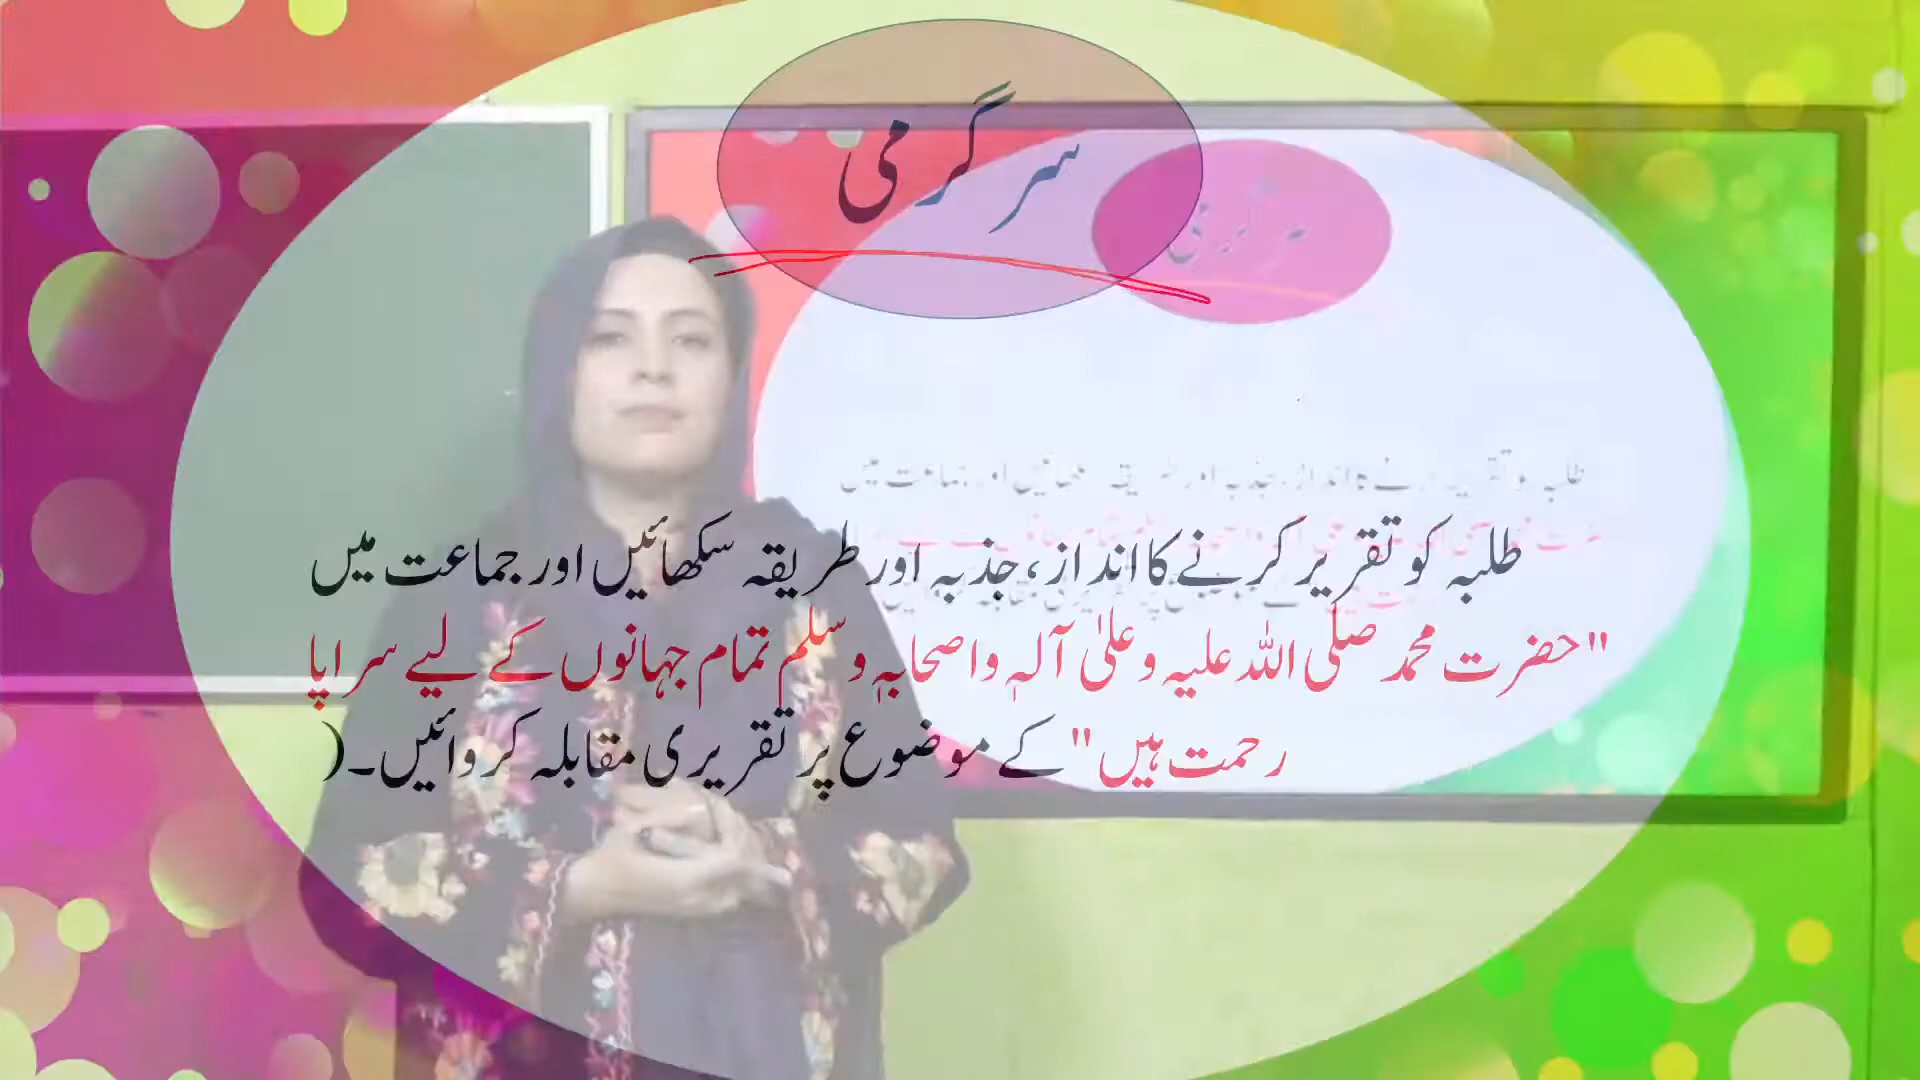 سرگرمی
طلبہ کو تقریر کرنے کا انداز، جذبہ اور طریقہ سکھائیں اور جماعت میں
"حضرت محمد صلّی اللہ علیہ وعلیٰ آلہٖ واصحابہٖ وسلم تمام جہانوں کے لیے سراپا
رحمت ہیں" کے موضوع پر تقریری مقابلہ کروائیں۔(